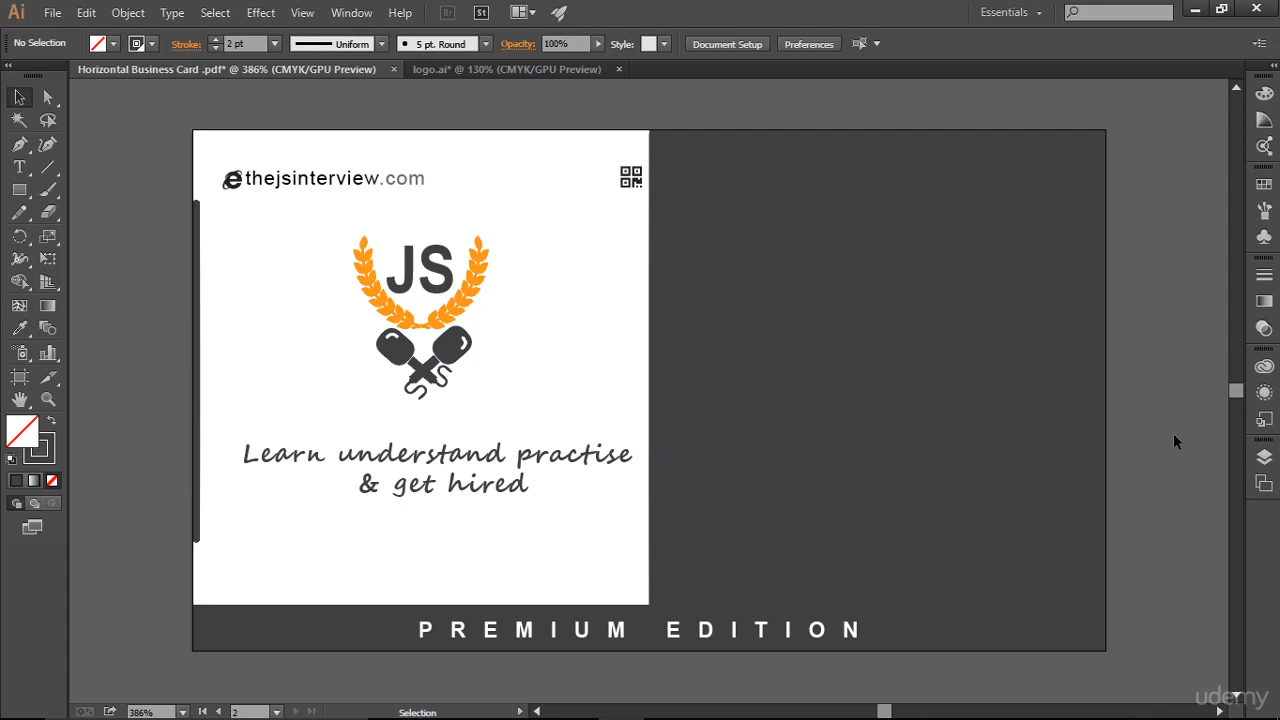 Ai File Edit Object Type Select Effect View Window Help Br St Essentials
No Selection Stroke: 2 pt Uniform 5 pt. Round Opacity: 100% Style: Document Setup Preferences
Horizontal Business Card .pdf* @ 386% (CMYK/GPU Preview) × logo.ai* @ 130% (CMYK/GPU Preview) ×
thejsinterview.com
JS
Learn understand practise
& get hired
PREMIUM EDITION
386% 2 Selection
udemy